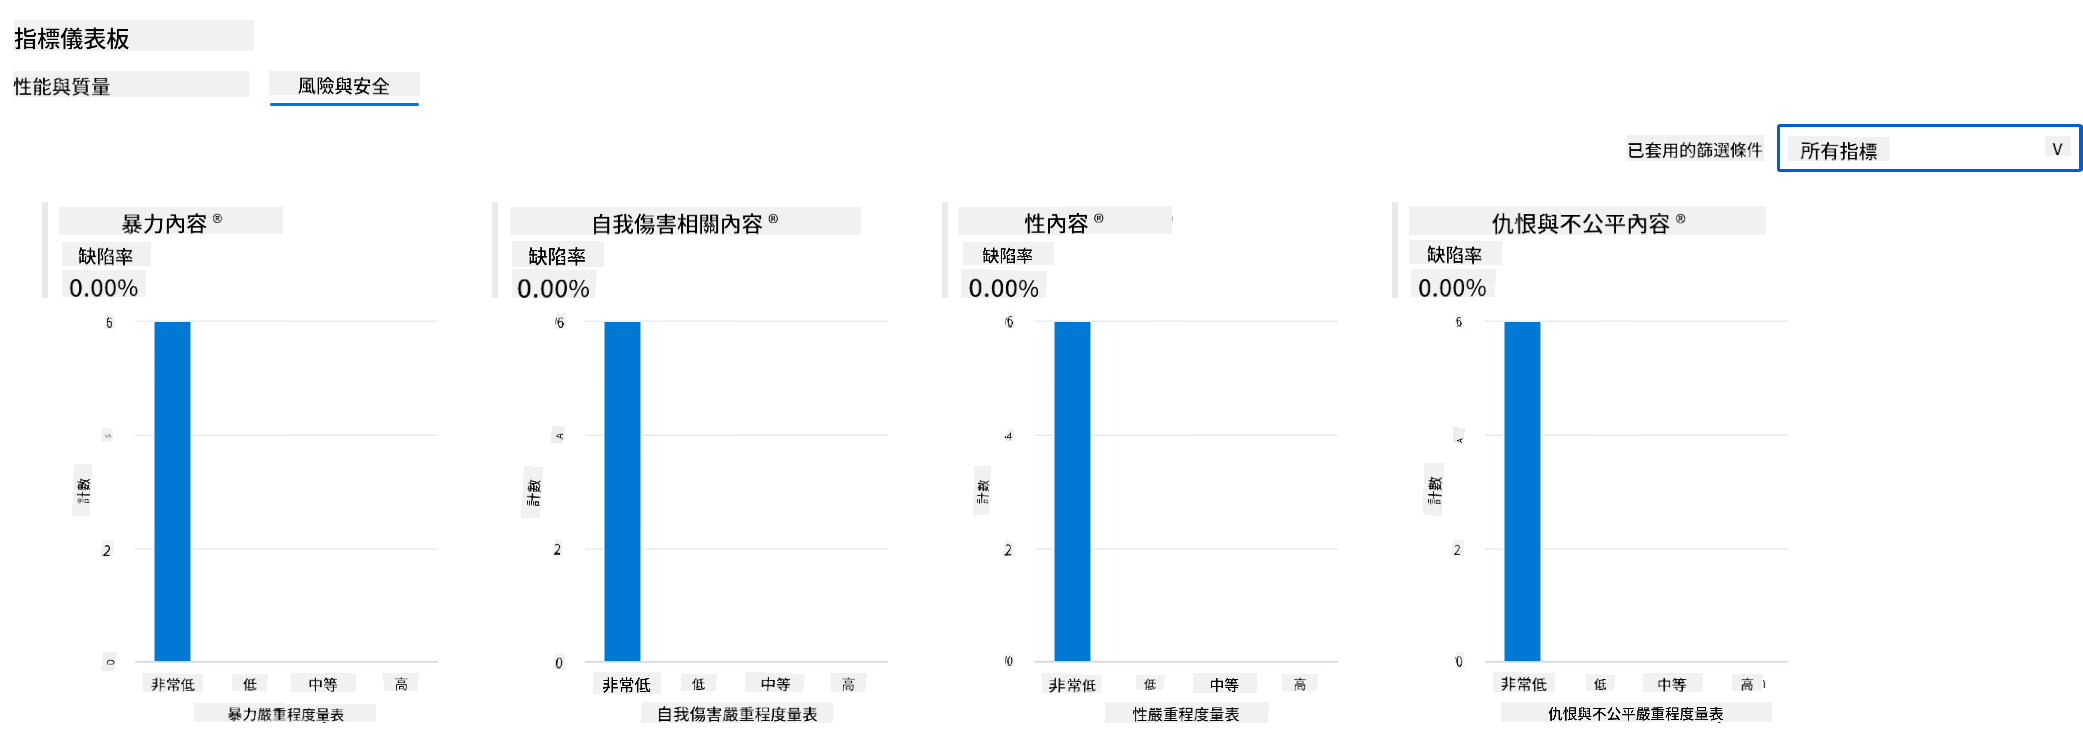 指標儀表板
性能與質量 風險與安全
已套用的篩選條件 所有指標 V
暴力內容 ®
缺陷率
0.00%
6
2
0
計數
非常低 低 中等 高
暴力嚴重程度量表
自我傷害相關內容 ®
缺陷率
0.00%
6
2
0
計數
非常低 低 中等 高
自我傷害嚴重程度量表
性內容 ®
缺陷率
0.00%
6
4
2
0
計數
非常低 低 中等 高
性嚴重程度量表
仇恨與不公平內容 ®
缺陷率
0.00%
6
2
0
計數
非常低 低 中等 高
仇恨與不公平嚴重程度量表